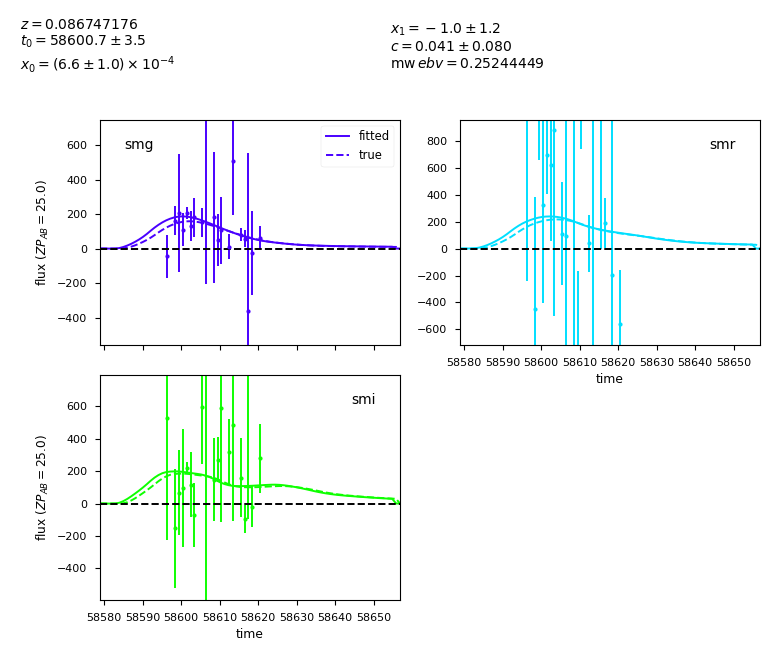 z = 0.086747176
t₀ = 58600.7 ± 3.5
x₀ = (6.6 ± 1.0) × 10⁻⁴
x₁ = −1.0 ± 1.2
c = 0.041 ± 0.080
mw ebv = 0.25244449
smg
fitted
true
600
400
200
0
−200
−400
flux (ZP_AB = 25.0)
smr
800
600
400
200
0
−200
−400
−600
58580 58590 58600 58610 58620 58630 58640 58650
time
smi
600
400
200
0
−200
−400
flux (ZP_AB = 25.0)
58580 58590 58600 58610 58620 58630 58640 58650
time